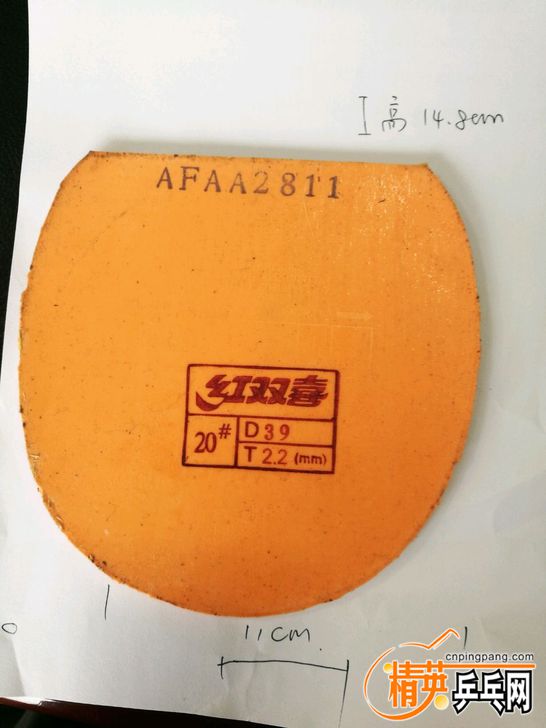 高 14.8cm
AFAA2811
红双喜
20# D39
T2.2 (mm)
11cm
cnpingpang.com
精英乒乓网